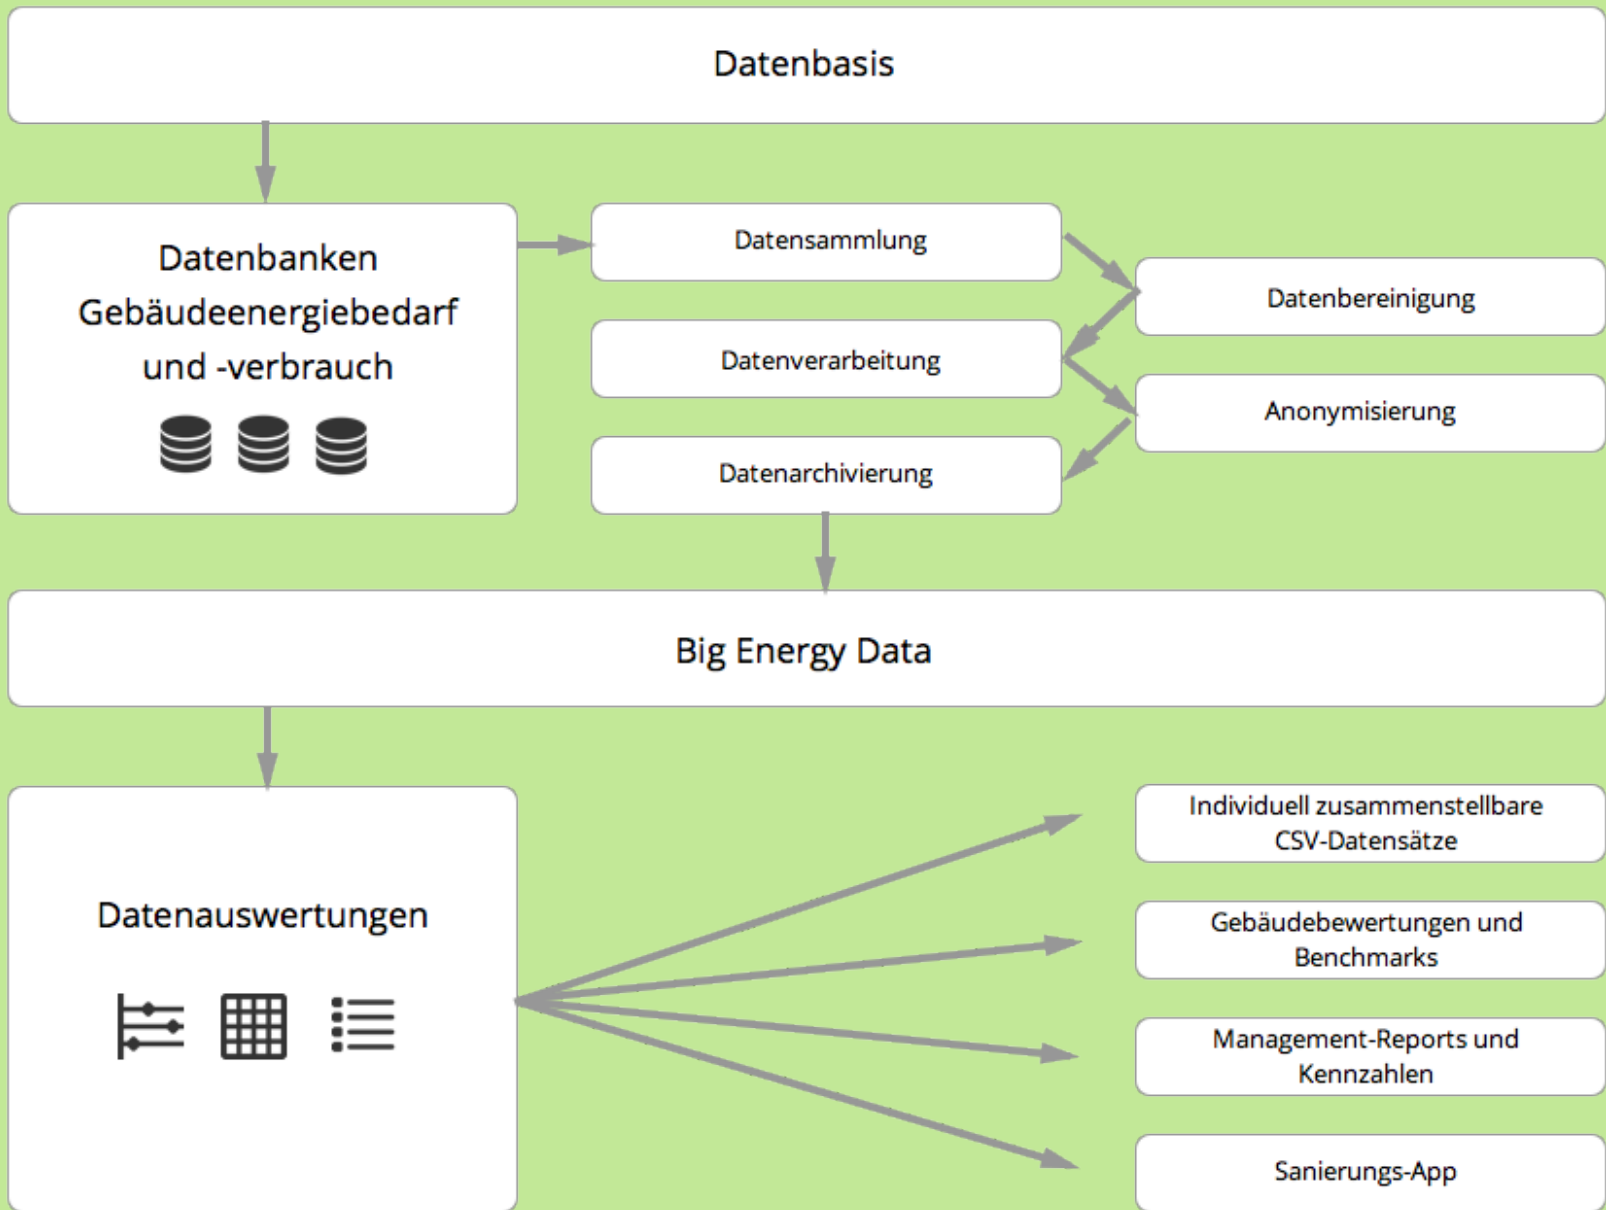 Datenbasis
Datenbanken
Gebäudeenergiebedarf
und -verbrauch
Datensammlung
Datenbereinigung
Datenverarbeitung
Anonymisierung
Datenarchivierung
Big Energy Data
Datenauswertungen
Individuell zusammenstellbare
CSV-Datensätze
Gebäudebewertungen und
Benchmarks
Management-Reports und
Kennzahlen
Sanierungs-App